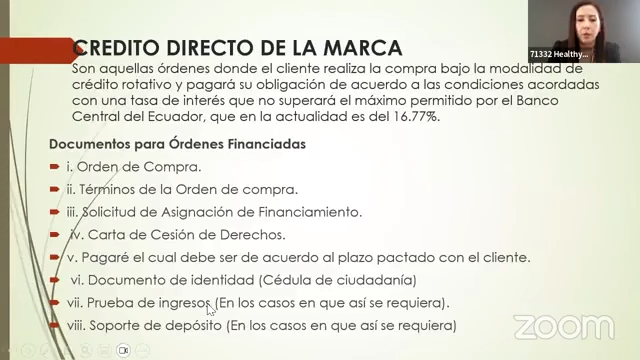 CREDITO DIRECTO DE LA MARCA
Son aquellas órdenes donde el cliente realiza la compra bajo la modalidad de
crédito rotativo y pagará su obligación de acuerdo a las condiciones acordadas
con una tasa de interés que no superará el máximo permitido por el Banco
Central del Ecuador, que en la actualidad es del 16.77%.
Documentos para Órdenes Financiadas
i. Orden de Compra.
ii. Términos de la Orden de compra.
iii. Solicitud de Asignación de Financiamiento.
iv. Carta de Cesión de Derechos.
v. Pagaré el cual debe ser de acuerdo al plazo pactado con el cliente.
vi. Documento de identidad (Cédula de ciudadanía)
vii. Prueba de ingresos (En los casos en que así se requiera).
viii. Soporte de depósito (En los casos en que así se requiera)
71332 Healthy...
zoom